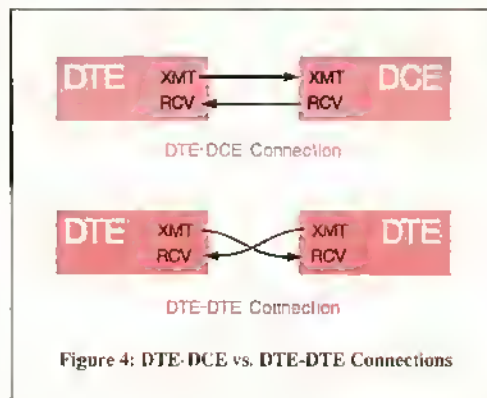 DTE XMT XMT DCE
RCV RCV
DTE-DCE Connection
DTE XMT XMT DTE
RCV RCV
DTE-DTE Connection
Figure 4: DTE-DCE vs. DTE-DTE Connections